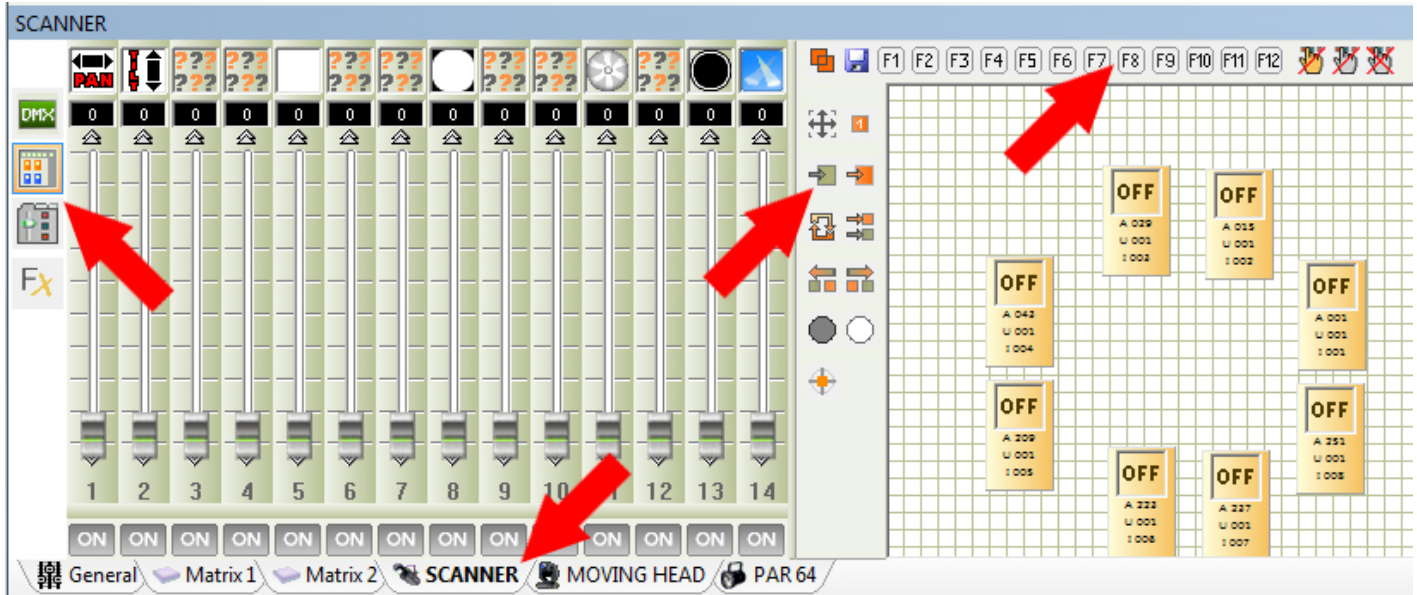 SCANNER
PAN ??? ??? ??? ??? ??? ??? ??? ??? ??? ??? ??? ???
F1 F2 F3 F4 F5 F6 F7 F8 F9 F10 F11 F12
DMX
0 0 0 0 0 0 0 0 0 0 0 0 0 0
1
Fx
OFF
A 029
U 001
I 003
OFF
A 015
U 001
I 002
OFF
A 043
U 001
I 004
OFF
A 001
U 001
I 001
OFF
A 209
U 001
I 005
OFF
A 251
U 001
I 008
OFF
A 223
U 001
I 006
OFF
A 237
U 001
I 007
1 2 3 4 5 6 7 8 9 10 12 13 14
ON ON ON ON ON ON ON ON ON ON ON ON ON
General Matrix 1 Matrix 2 SCANNER MOVING HEAD PAR 64